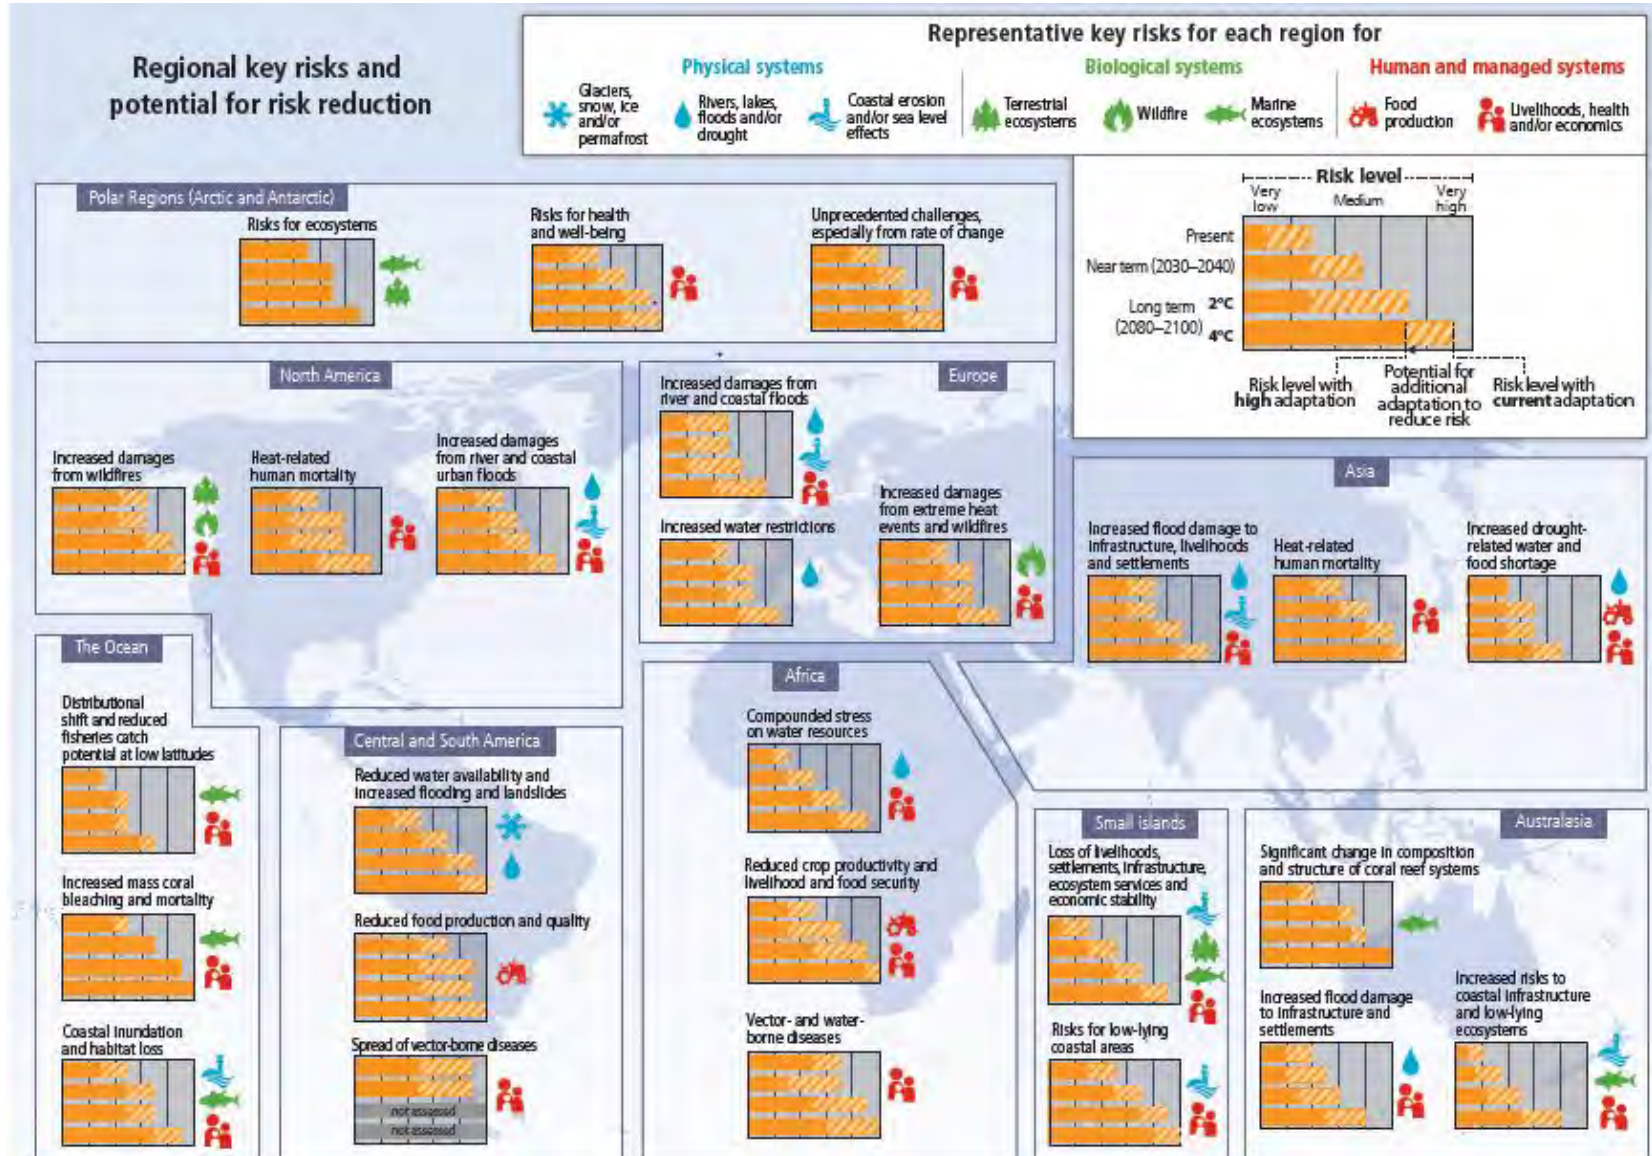 Regional key risks and
potential for risk reduction
Representative key risks for each region for
Physical systems
Biological systems
Human and managed systems
Glaciers,
snow, ice
and/or
permafrost
Rivers, lakes,
floods and/or
drought
Coastal erosion
and/or sea level
effects
Terrestrial
ecosystems
Wildfire
Marine
ecosystems
Food
production
Livelihoods, health
and/or economics
Risk level
Very
low
Medium
Very
high
Present
Near term (2030–2040)
Long term
(2080–2100)
2°C
4°C
Risk level with
high adaptation
Potential for
additional
adaptation to
reduce risk
Risk level with
current adaptation
Polar Regions (Arctic and Antarctic)
Risks for ecosystems
Risks for health
and well-being
Unprecedented challenges,
especially from rate of change
North America
Increased damages
from wildfires
Heat-related
human mortality
Increased damages
from river and coastal
urban floods
Europe
Increased damages from
river and coastal floods
Increased water restrictions
Increased damages
from extreme heat
events and wildfires
Asia
Increased flood damage to
infrastructure, livelihoods
and settlements
Heat-related
human mortality
Increased drought-
related water and
food shortage
The Ocean
Distributional
shift and reduced
fisheries catch
potential at low latitudes
Increased mass coral
bleaching and mortality
Coastal inundation
and habitat loss
Central and South America
Reduced water availability and
increased flooding and landslides
Reduced food production and quality
Spread of vector-borne diseases
not assessed
not assessed
Africa
Compounded stress
on water resources
Reduced crop productivity and
livelihood and food security
Vector- and water-
borne diseases
Small islands
Loss of livelihoods,
settlements, infrastructure,
ecosystem services and
economic stability
Risks for low-lying
coastal areas
Australasia
Significant change in composition
and structure of coral reef systems
Increased flood damage
to infrastructure and
settlements
Increased risks to
coastal infrastructure
and low-lying
ecosystems